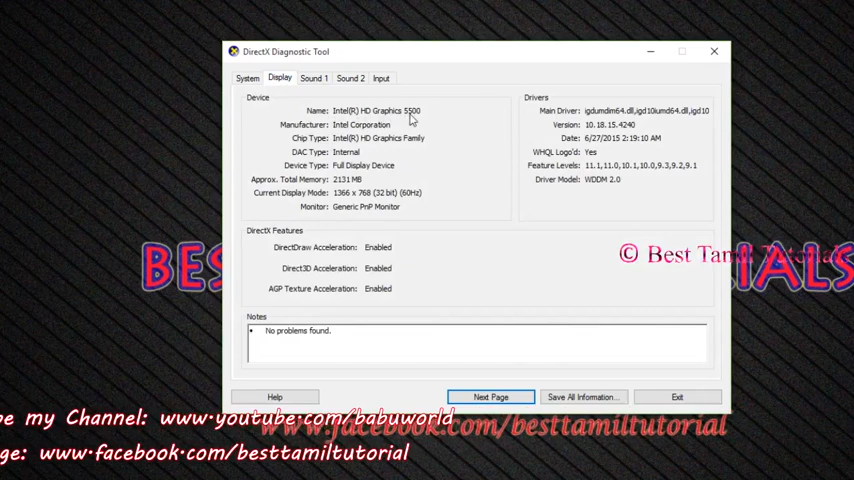 DirectX Diagnostic Tool
System Display Sound 1 Sound 2 Input
Device
Name: Intel(R) HD Graphics 5500
Manufacturer: Intel Corporation
Chip Type: Intel(R) HD Graphics Family
DAC Type: Internal
Device Type: Full Display Device
Approx. Total Memory: 2131 MB
Current Display Mode: 1366 x 768 (32 bit) (60Hz)
Monitor: Generic PnP Monitor
Drivers
Main Driver: igdumdim64.dll,igd10iumd64.dll,igd10
Version: 10.18.15.4240
Date: 6/27/2015 2:19:10 AM
WHQL Logo'd: Yes
Feature Levels: 11.1,11.0,10.1,10.0,9.3,9.2,9.1
Driver Model: WDDM 2.0
DirectX Features
DirectDraw Acceleration: Enabled
Direct3D Acceleration: Enabled
AGP Texture Acceleration: Enabled
BES
IALS
© Best Tamil Tutorials
Notes
• No problems found.
Help Next Page Save All Information... Exit
be my Channel: www.youtube.com/babuworld
www.facebook.com/besttamiltutorial
ge: www.facebook.com/besttamiltutorial